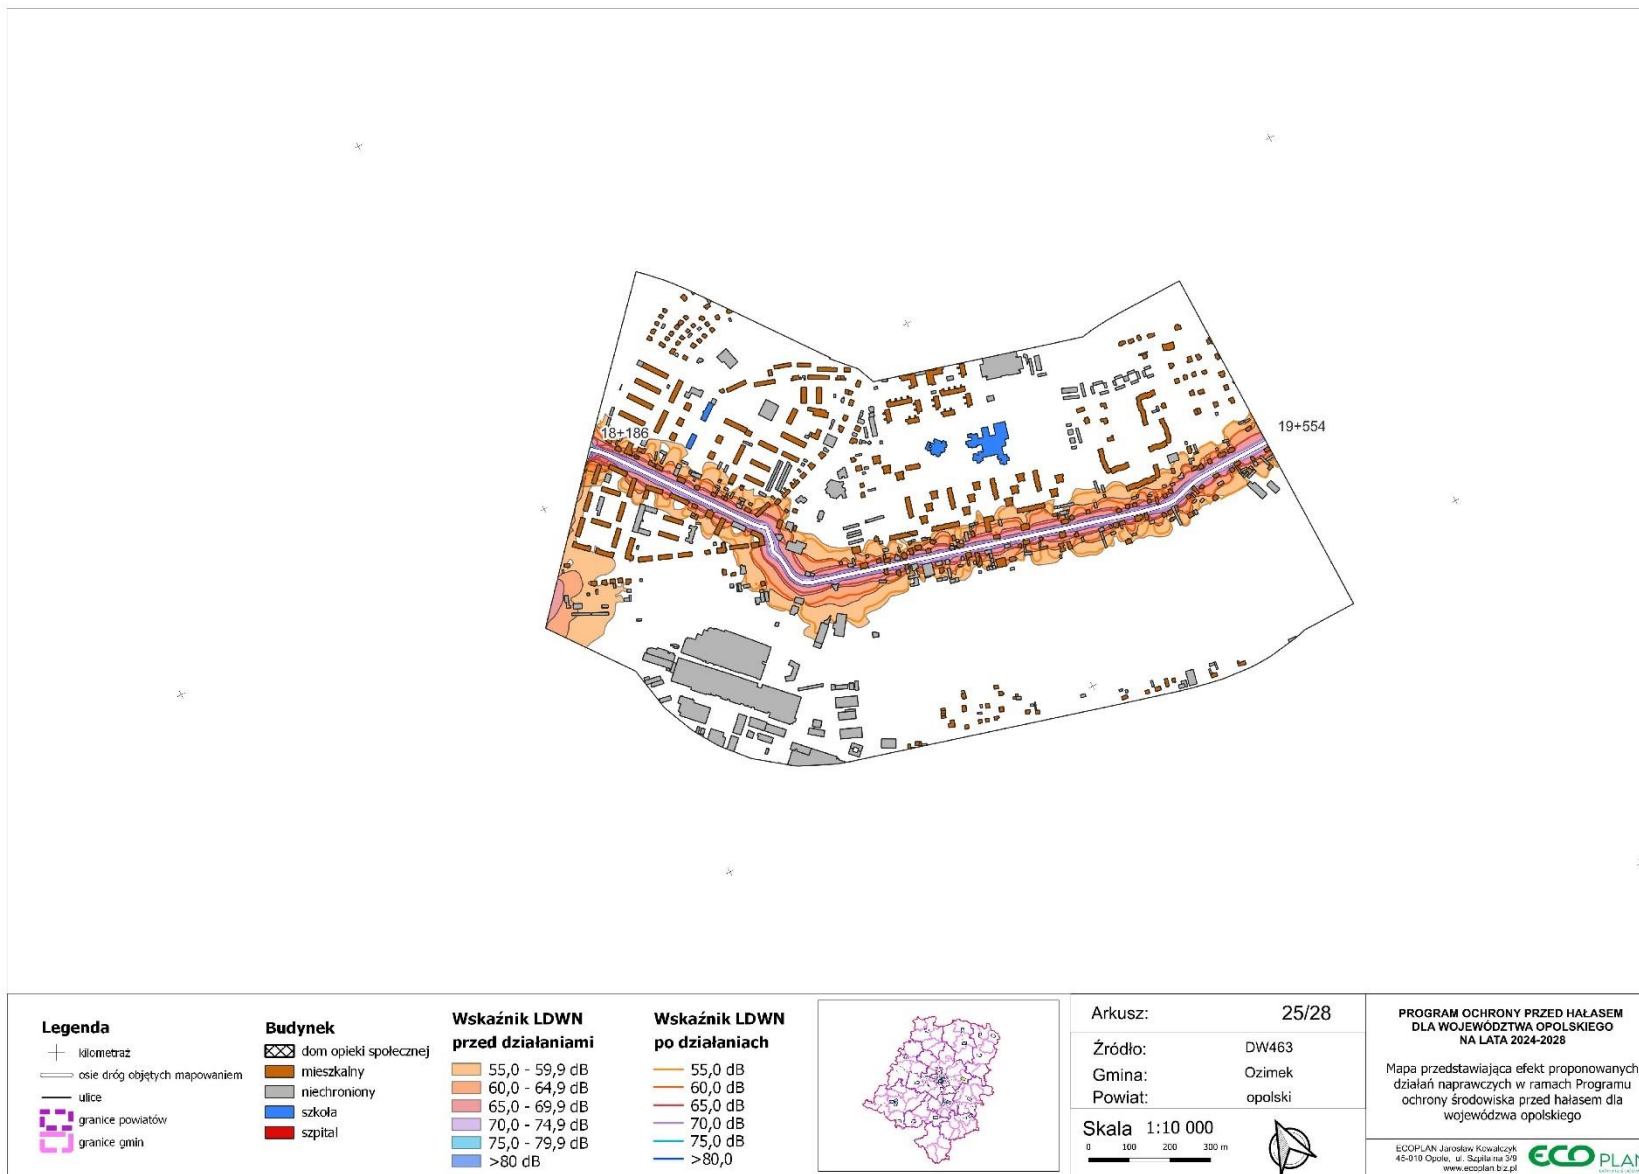 18+186
19+554
Legenda
kilometraż
osie dróg objętych mapowaniem
ulice
granice powiatów
granice gmin
Budynek
dom opieki społecznej
mieszkalny
niechroniony
szkoła
szpital
Wskaźnik LDWN
przed działaniami
55,0 - 59,9 dB
60,0 - 64,9 dB
65,0 - 69,9 dB
70,0 - 74,9 dB
75,0 - 79,9 dB
>80 dB
Wskaźnik LDWN
po działaniach
55,0 dB
60,0 dB
65,0 dB
70,0 dB
75,0 dB
>80,0
Arkusz: 25/28
Źródło: DW463
Gmina: Ozimek
Powiat: opolski
Skala 1:10 000
0 100 200 300 m
PROGRAM OCHRONY PRZED HAŁASEM
DLA WOJEWÓDZTWA OPOLSKIEGO
NA LATA 2024-2028
Mapa przedstawiająca efekt proponowanych
działań naprawczych w ramach Programu
ochrony środowiska przed hałasem dla
wojewódzwa opolskiego
ECOPLAN Jarosław Kowalczyk
45-010 Opole, ul. Szpitalna 3/9
www.ecoplan.biz.pl
ECO PLAN